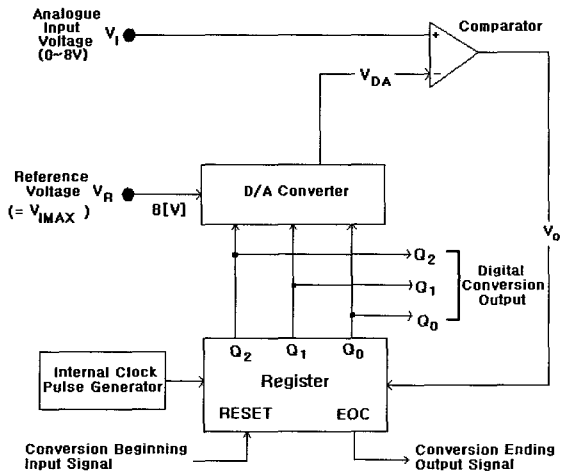 Analogue
Input
Voltage
(0~8V)
V_I
Comparator
+
−
V_DA
Reference
Voltage
(= V_IMAX )
V_R
8[V]
D/A Converter
V_o
Q_2
Q_1
Q_0
Digital
Conversion
Output
Q_2 Q_1 Q_0
Internal Clock
Pulse Generator
Register
RESET EOC
Conversion Beginning
Input Signal
Conversion Ending
Output Signal